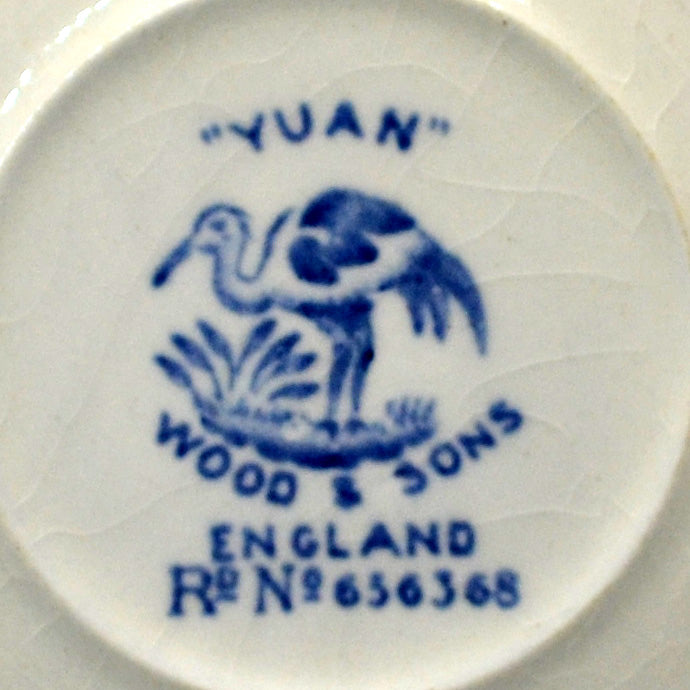 "YUAN"
WOOD & SONS
ENGLAND
Rᴰ Nº 656368